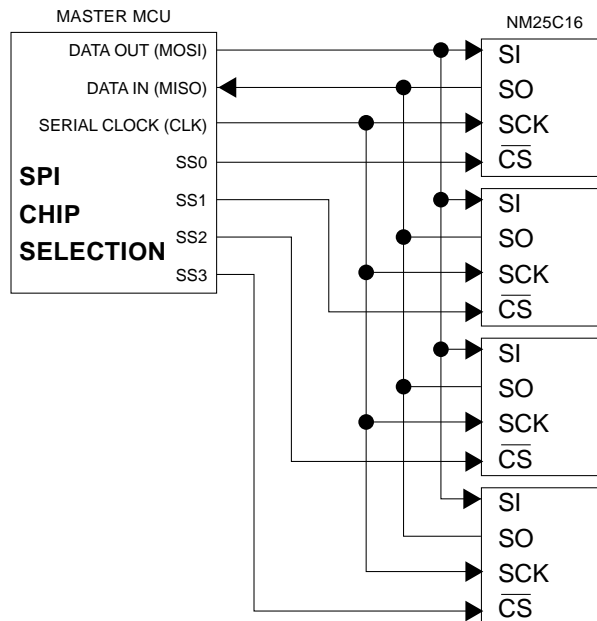 MASTER MCU
DATA OUT (MOSI)
DATA IN (MISO)
SERIAL CLOCK (CLK)
SS0
SS1
SS2
SS3
SPI
CHIP
SELECTION
NM25C16
SI
SO
SCK
CS
SI
SO
SCK
CS
SI
SO
SCK
CS
SI
SO
SCK
CS